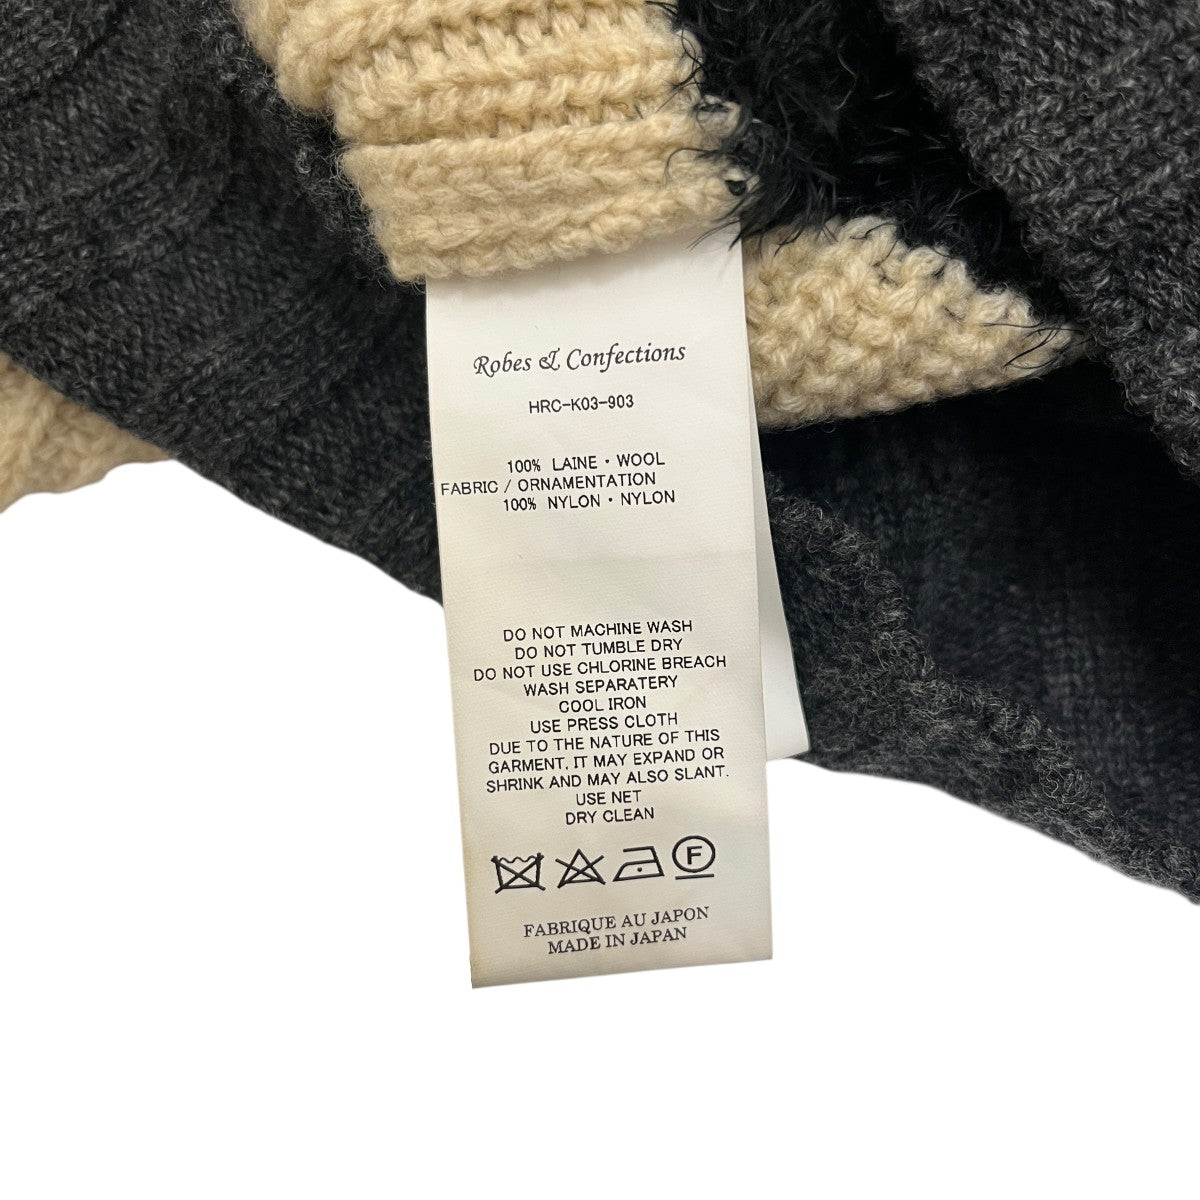 Robes & Confections
HRC-K03-903
100% LAINE・WOOL
FABRIC / ORNAMENTATION
100% NYLON・NYLON
DO NOT MACHINE WASH
DO NOT TUMBLE DRY
DO NOT USE CHLORINE BREACH
WASH SEPARATERY
COOL IRON
USE PRESS CLOTH
DUE TO THE NATURE OF THIS
GARMENT, IT MAY EXPAND OR
SHRINK AND MAY ALSO SLANT.
USE NET
DRY CLEAN
F
FABRIQUE AU JAPON
MADE IN JAPAN